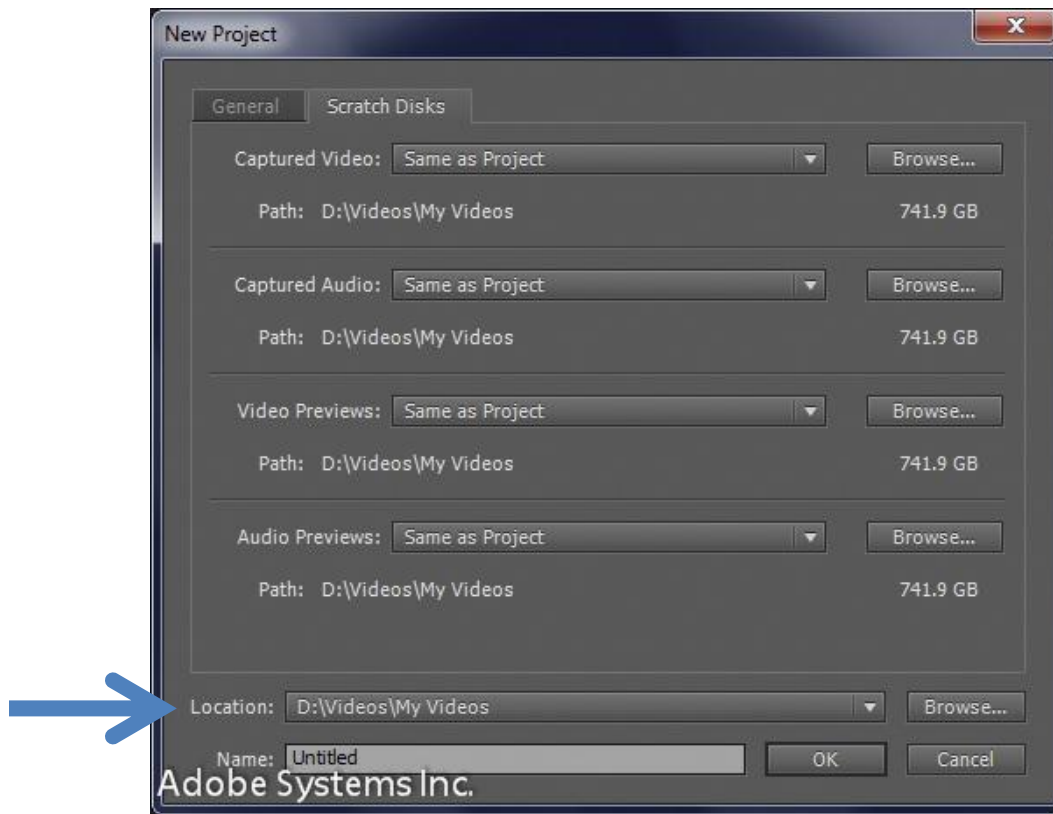 New Project
General Scratch Disks
Captured Video: Same as Project Browse...
Path: D:\Videos\My Videos 741.9 GB
Captured Audio: Same as Project Browse...
Path: D:\Videos\My Videos 741.9 GB
Video Previews: Same as Project Browse...
Path: D:\Videos\My Videos 741.9 GB
Audio Previews: Same as Project Browse...
Path: D:\Videos\My Videos 741.9 GB
Location: D:\Videos\My Videos Browse...
Name: Untitled OK Cancel
Adobe Systems Inc.